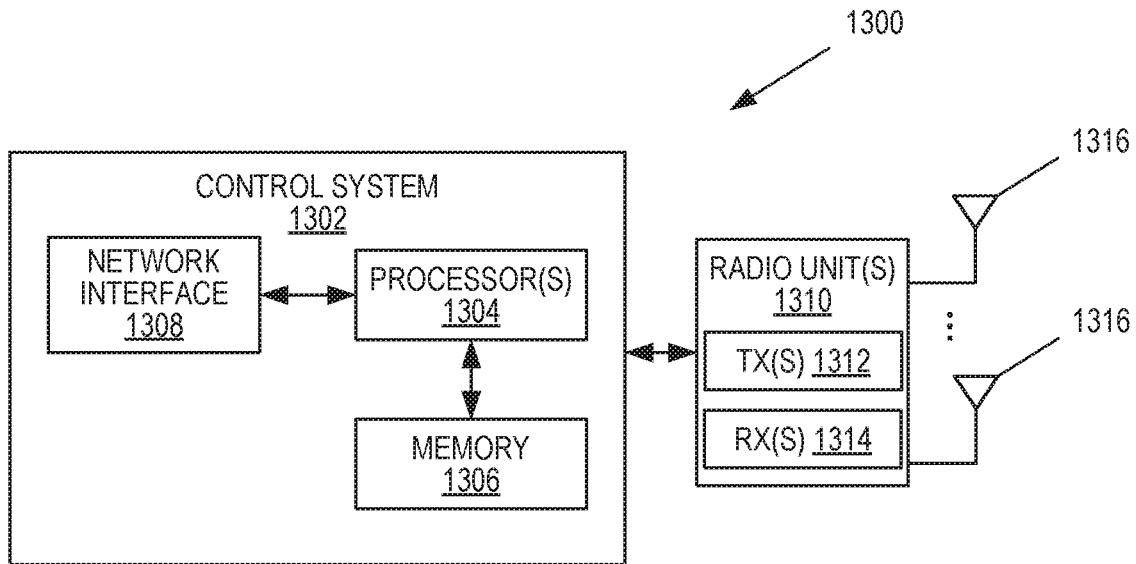 1300
1316
CONTROL SYSTEM
1302
NETWORK
INTERFACE
1308
PROCESSOR(S)
1304
MEMORY
1306
RADIO UNIT(S)
1310
TX(S) 1312
RX(S) 1314
1316